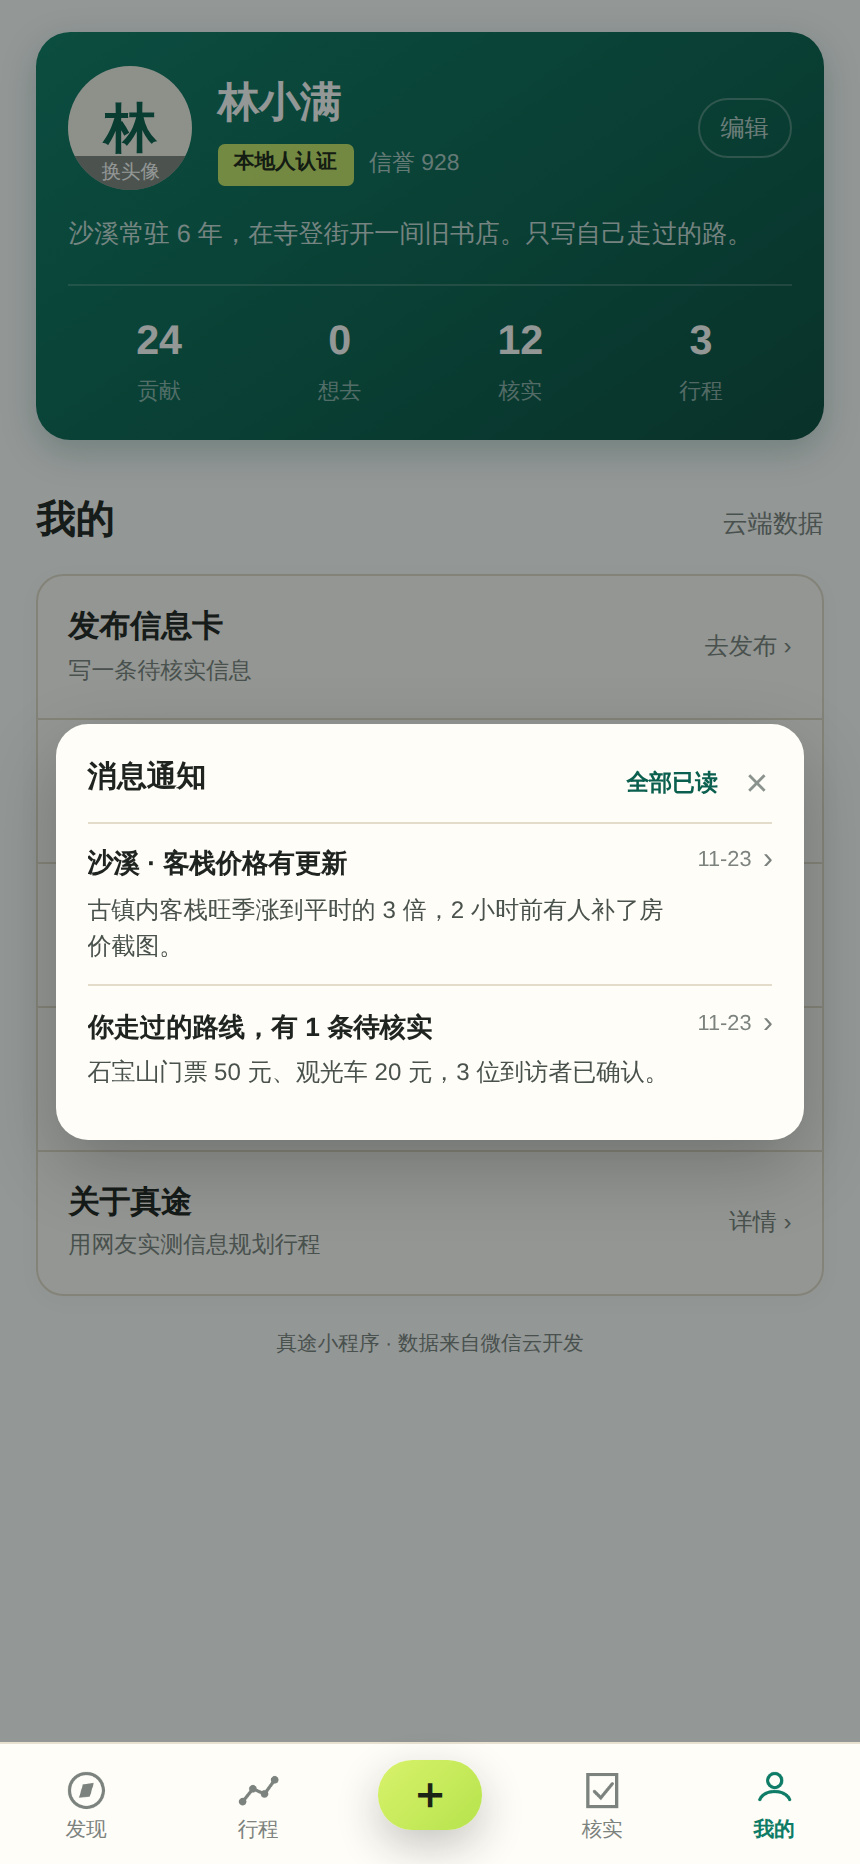 林
换头像
林小满
本地人认证 信誉 928
编辑
沙溪常驻 6 年，在寺登街开一间旧书店。只写自己走过的路。
24 0 12 3
贡献 想去 核实 行程
我的 云端数据
发布信息卡
写一条待核实信息
去发布 ›
消息通知 全部已读 ×
沙溪 · 客栈价格有更新 11-23 ›
古镇内客栈旺季涨到平时的 3 倍，2 小时前有人补了房
价截图。
你走过的路线，有 1 条待核实 11-23 ›
石宝山门票 50 元、观光车 20 元，3 位到访者已确认。
关于真途
用网友实测信息规划行程
详情 ›
真途小程序 · 数据来自微信云开发
+
发现 行程 核实 我的